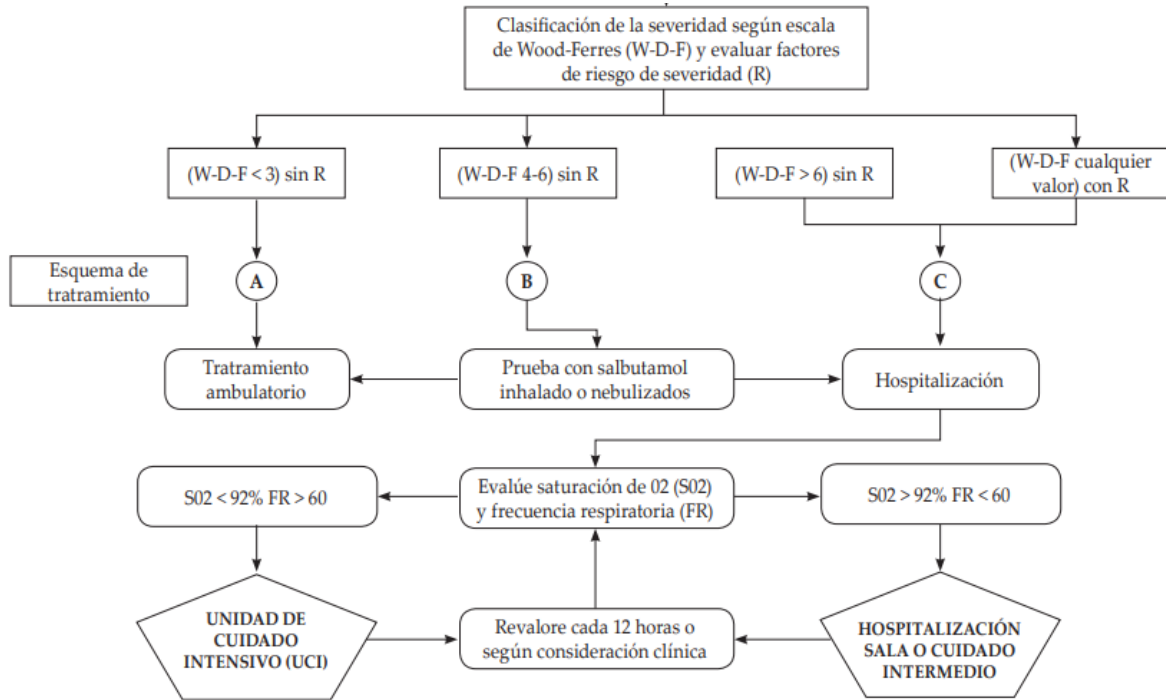 Clasificación de la severidad según escala
de Wood-Ferres (W-D-F) y evaluar factores
de riesgo de severidad (R)
(W-D-F < 3) sin R
(W-D-F 4-6) sin R
(W-D-F > 6) sin R
(W-D-F cualquier
valor) con R
Esquema de
tratramiento
A
B
C
Tratramiento
ambulatorio
Prueba con salbutamol
inhalado o nebulizados
Hospitalización
S02 < 92% FR > 60
Evalúe saturación de 02 (S02)
y frecuencia respiratoria (FR)
S02 > 92% FR < 60
UNIDAD DE
CUIDADO
INTENSIVO (UCI)
Revalore cada 12 horas o
según consideración clínica
HOSPITALIZACIÓN
SALA O CUIDADO
INTERMEDIO